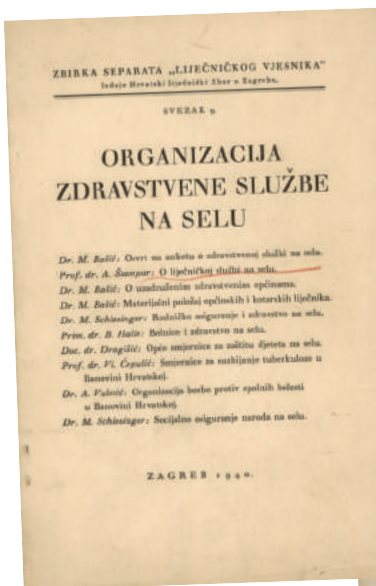 ZBIRKA SEPARATA „LIJEČNIČKOG VJESNIKA"
Izdaje Hrvatski liječnički Zbor u Zagrebu.
SVEZAK 9.
ORGANIZACIJA
ZDRAVSTVENE SLUŽBE
NA SELU
Dr. M. Bašić: Osvrt na anketu o zdravstvenoj službi na selu.
Prof. dr. A. Štampar: O liječničkoj službi na selu.
Dr. M. Bašić: O uzadruženim zdravstvenim općinama.
Dr. M. Bašić: Materijalni položaj općinskih i kotarskih liječnika.
Dr. M. Schlesinger: Radničko osiguranje i zdravstvo na selu.
Prim. dr. B. Bolnice i zdravstvo na selu.
Doc. dr. Dragišić: Opće smjernice za zaštitu djeteta na selu.
Prof. dr. Vl. Čepulić: Smjernice za suzbijanje tuberkuloze u
Banovini Hrvatskoj.
Dr. A. Organizacija borbe protiv spolnih bolesti
u Banovini Hrvatskoj.
Dr. M. Schlesinger: Socijalno osiguranje naroda na selu.
ZAGREB 1940.